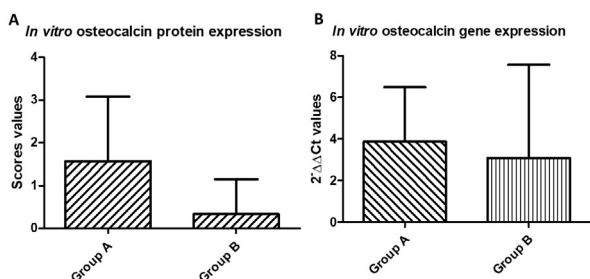 A
In vitro osteocalcin protein expression
Scores values
4
3
2
1
0
Group A
Group B
B
In vitro osteocalcin gene expression
2-ΔΔCt values
8
6
4
2
0
Group A
Group B